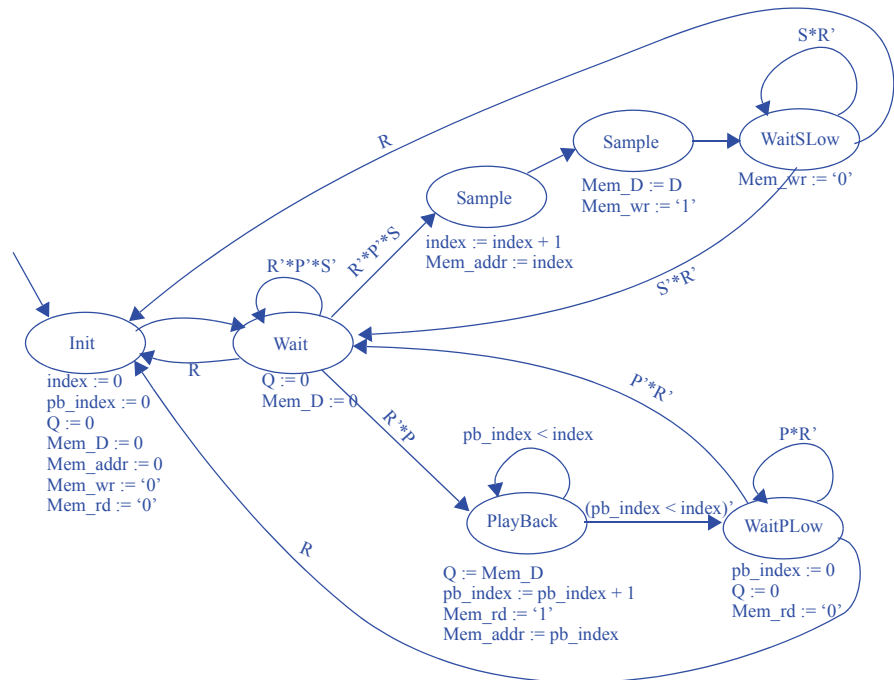 S*R’
R
Sample
WaitSLow
Mem_D := D
Mem_wr := ‘1’
Mem_wr := ‘0’
Sample
index := index + 1
Mem_addr := index
R’*P’*S
R’*P’*S’
S’*R’
Init
Wait
R
index := 0
pb_index := 0
Q := 0
Mem_D := 0
Mem_addr := 0
Mem_wr := ‘0’
Mem_rd := ‘0’
Q := 0
Mem_D := 0
R’*P
P’*R’
pb_index < index
P*R’
PlayBack
(pb_index < index)’
WaitPLow
Q := Mem_D
pb_index := pb_index + 1
Mem_rd := ‘1’
Mem_addr := pb_index
pb_index := 0
Q := 0
Mem_rd := ‘0’
R